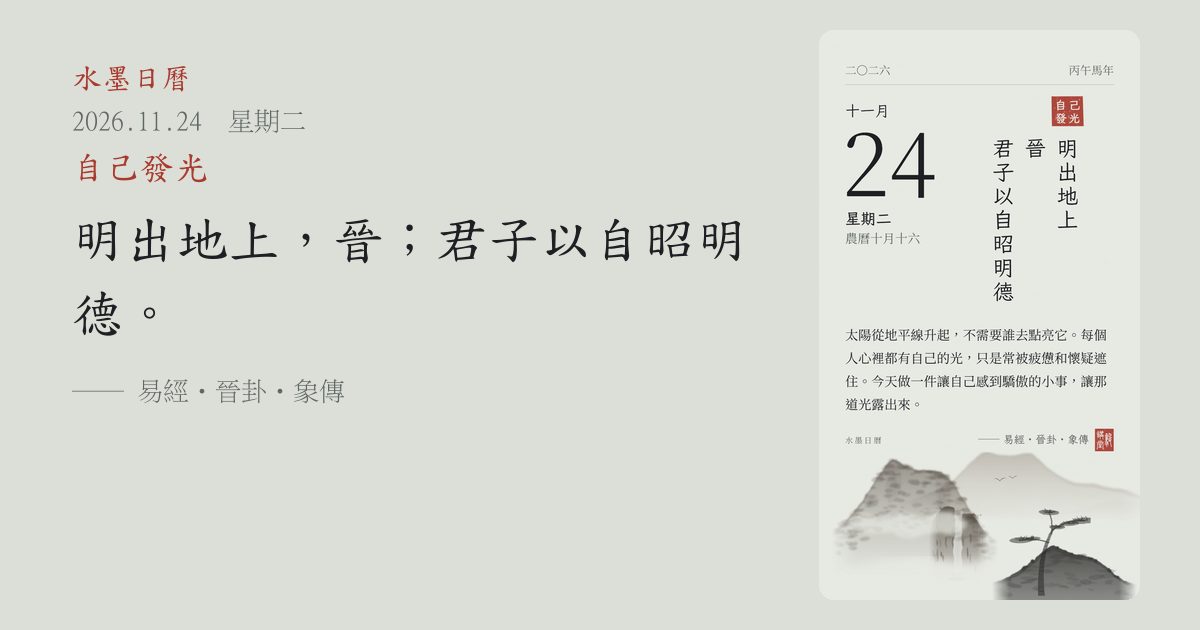 水墨日曆
2026.11.24 星期二
自己發光
明出地上，晉；君子以自昭明
德。
—— 易經・晉卦・象傳
二〇二六
丙午馬年
十一月
24
星期二
農曆十月十六
自己
發光
明出地上
晉
君子以自昭明德
太陽從地平線升起，不需要誰去點亮它。每個
人心裡都有自己的光，只是常被疲憊和懷疑遮
住。今天做一件讓自己感到驕傲的小事，讓那
道光露出來。
水墨日曆
—— 易經・晉卦・象傳